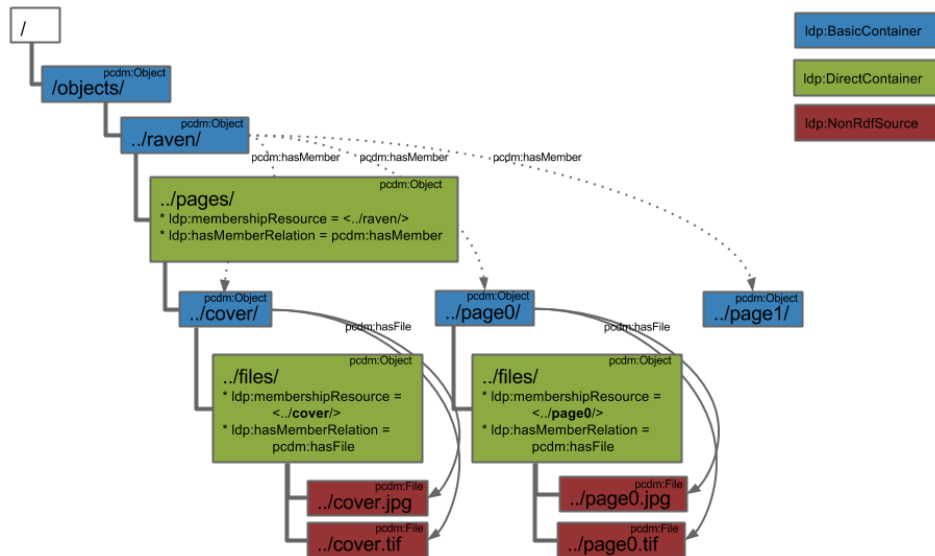 /
ldp:BasicContainer
pcdm:Object
/objects/
ldp:DirectContainer
pcdm:Object
../raven/
ldp:NonRdfSource
pcdm:hasMember
pcdm:hasMember
pcdm:hasMember
pcdm:Object
../pages/
* ldp:membershipResource = <../raven/>
* ldp:hasMemberRelation = pcdm:hasMember
pcdm:Object
../cover/
pcdm:Object
../page0/
pcdm:Object
../page1/
pcdm:hasFile
pcdm:hasFile
pcdm:Object
../files/
* ldp:membershipResource =
<../cover/>
* ldp:hasMemberRelation =
pcdm:hasFile
pcdm:Object
../files/
* ldp:membershipResource =
<../page0/>
* ldp:hasMemberRelation =
pcdm:hasFile
pcdm:File
../cover.jpg
pcdm:File
../page0.jpg
pcdm:File
../cover.tif
pcdm:File
../page0.tif